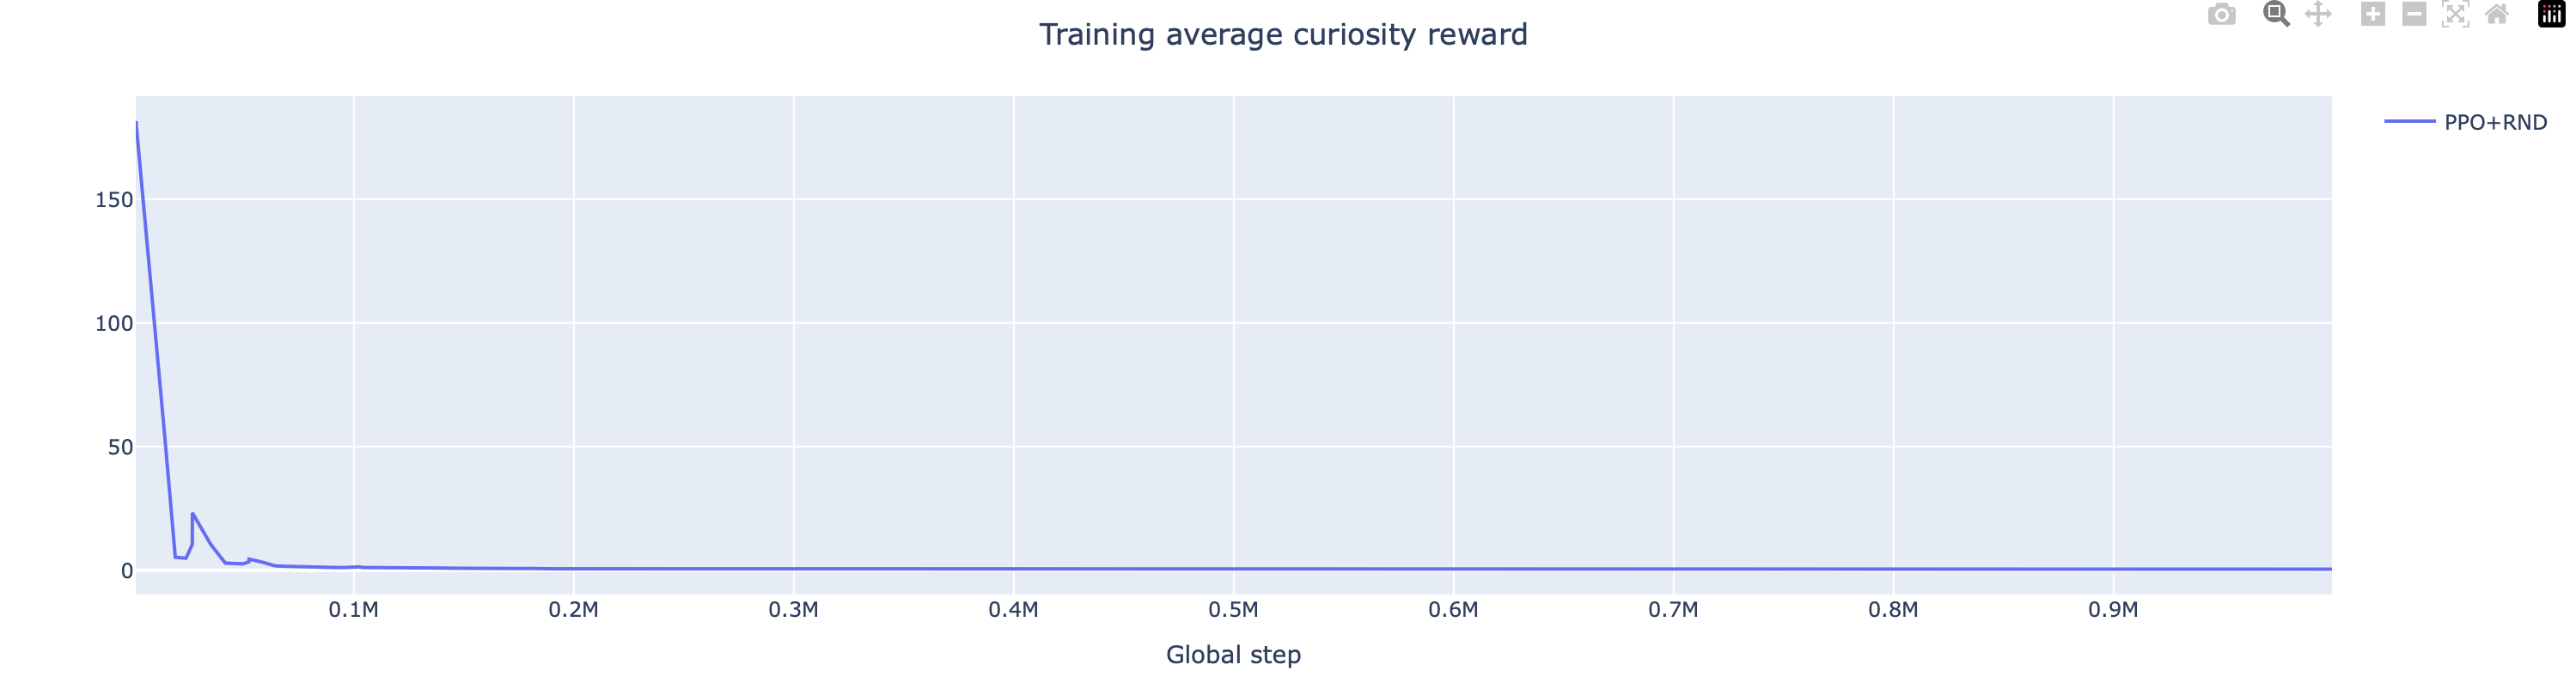 Training average curiosity reward
PPO+RND
150
100
50
0
0.1M 0.2M 0.3M 0.4M 0.5M 0.6M 0.7M 0.8M 0.9M
Global step